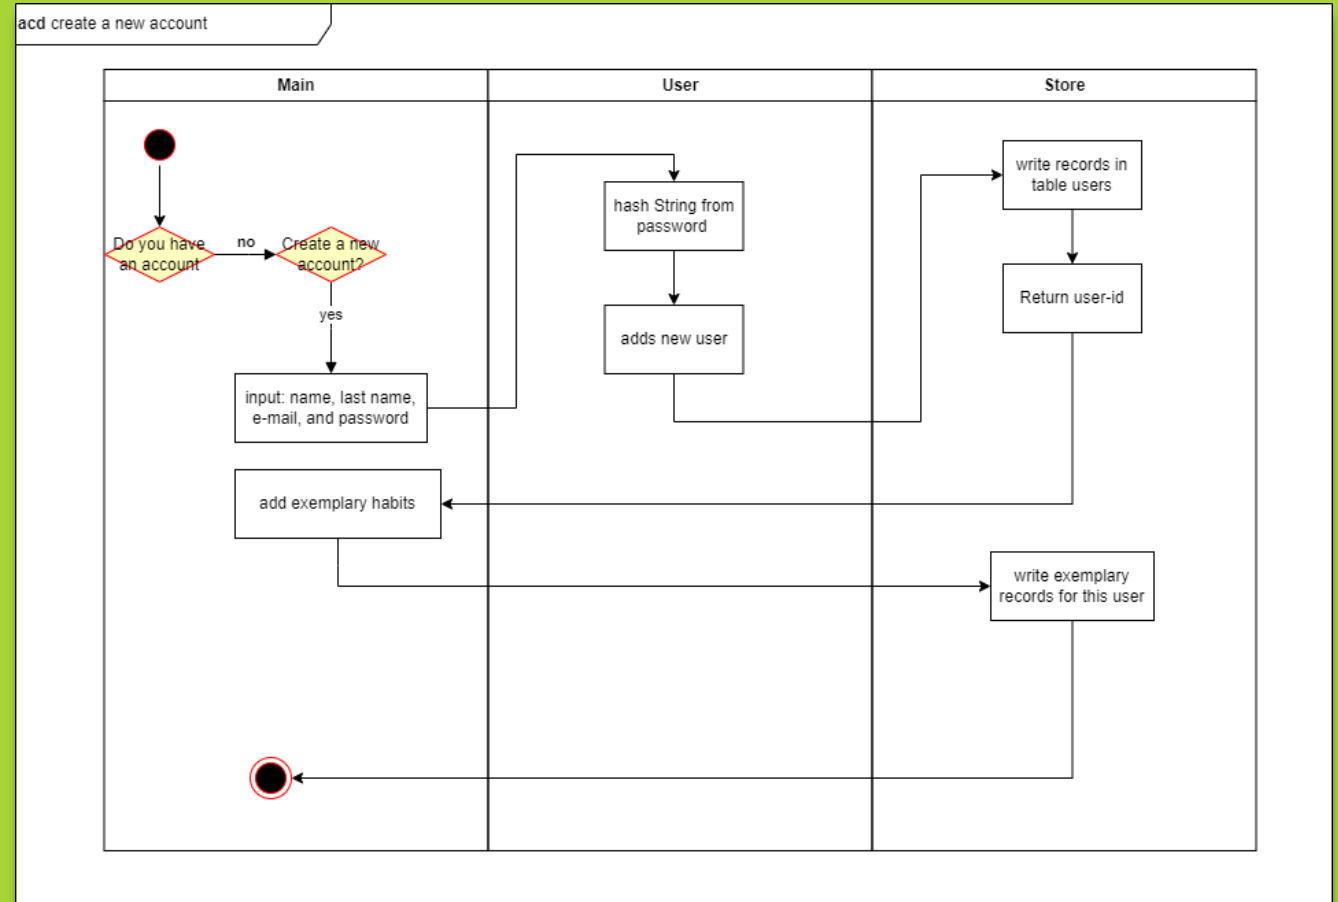 acd create a new account
Main
User
Store
Do you have
an account
no
Create a new
account?
yes
input: name, last name,
e-mail, and password
hash String from
password
adds new user
write records in
table users
Return user-id
add exemplary habits
write exemplary
records for this user